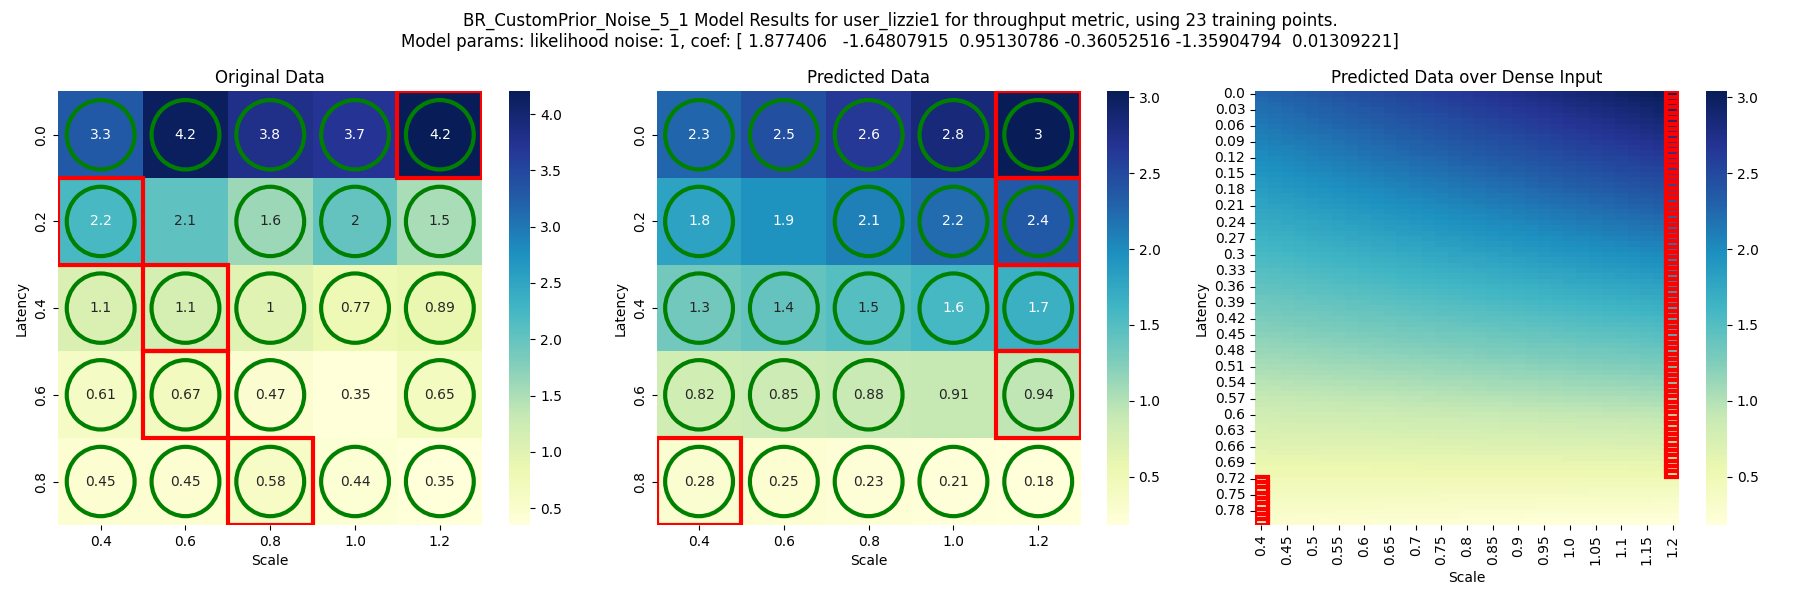 BR_CustomPrior_Noise_5_1 Model Results for user_lizzie1 for throughput metric, using 23 training points.
Model params: likelihood noise: 1, coef: [ 1.877406   -1.64807915  0.95130786 -0.36052516 -1.35904794  0.01309221]
Original Data
Latency
0.0
0.2
0.4
0.6
0.8
3.3 4.2 3.8 3.7 4.2
2.2 2.1 1.6 2 1.5
1.1 1.1 1 0.77 0.89
0.61 0.67 0.47 0.35 0.65
0.45 0.45 0.58 0.44 0.35
0.4 0.6 0.8 1.0 1.2
Scale
4.0
3.5
3.0
2.5
2.0
1.5
1.0
0.5
Predicted Data
Latency
0.0
0.2
0.4
0.6
0.8
2.3 2.5 2.6 2.8 3
1.8 1.9 2.1 2.2 2.4
1.3 1.4 1.5 1.6 1.7
0.82 0.85 0.88 0.91 0.94
0.28 0.25 0.23 0.21 0.18
0.4 0.6 0.8 1.0 1.2
Scale
3.0
2.5
2.0
1.5
1.0
0.5
Predicted Data over Dense Input
Latency
0.0
0.03
0.06
0.09
0.12
0.15
0.18
0.21
0.24
0.27
0.3
0.33
0.36
0.39
0.42
0.45
0.48
0.51
0.54
0.57
0.6
0.63
0.66
0.69
0.72
0.75
0.78
0.4 0.45 0.5 0.55 0.6 0.65 0.7 0.75 0.8 0.85 0.9 0.95 1.0 1.05 1.1 1.15 1.2
Scale
3.0
2.5
2.0
1.5
1.0
0.5